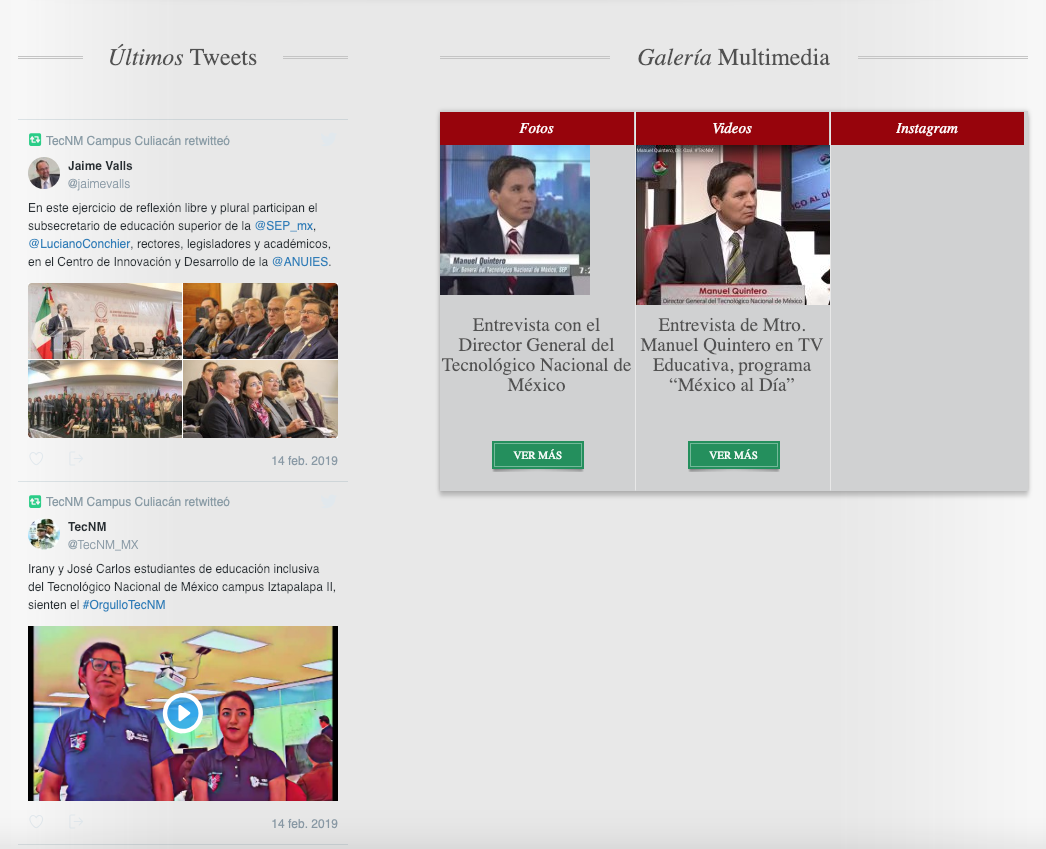 Últimos Tweets
TecNM Campus Culiacán retwitteó
Jaime Valls
@jaimevalls
En este ejercicio de reflexión libre y plural participan el
subsecretario de educación superior de la @SEP_mx,
@LucianoConchier, rectores, legisladores y académicos,
en el Centro de Innovación y Desarrollo de la @ANUIES.
14 feb. 2019
TecNM Campus Culiacán retwitteó
TecNM
@TecNM_MX
Irany y José Carlos estudiantes de educación inclusiva
del Tecnológico Nacional de México campus Iztapalapa II,
sienten el #OrgulloTecNM
14 feb. 2019
Galería Multimedia
Fotos
Manuel Quintero
Dir. General del Tecnológico Nacional de México, SEP
7:2
Entrevista con el
Director General del
Tecnológico Nacional de
México
VER MÁS
Videos
Manuel Quintero, Dir. Gral. #TecNM
CO AL DÍA
Manuel Quintero
Director General del Tecnológico Nacional de México
Entrevista de Mtro.
Manuel Quintero en TV
Educativa, programa
“México al Día”
VER MÁS
Instagram